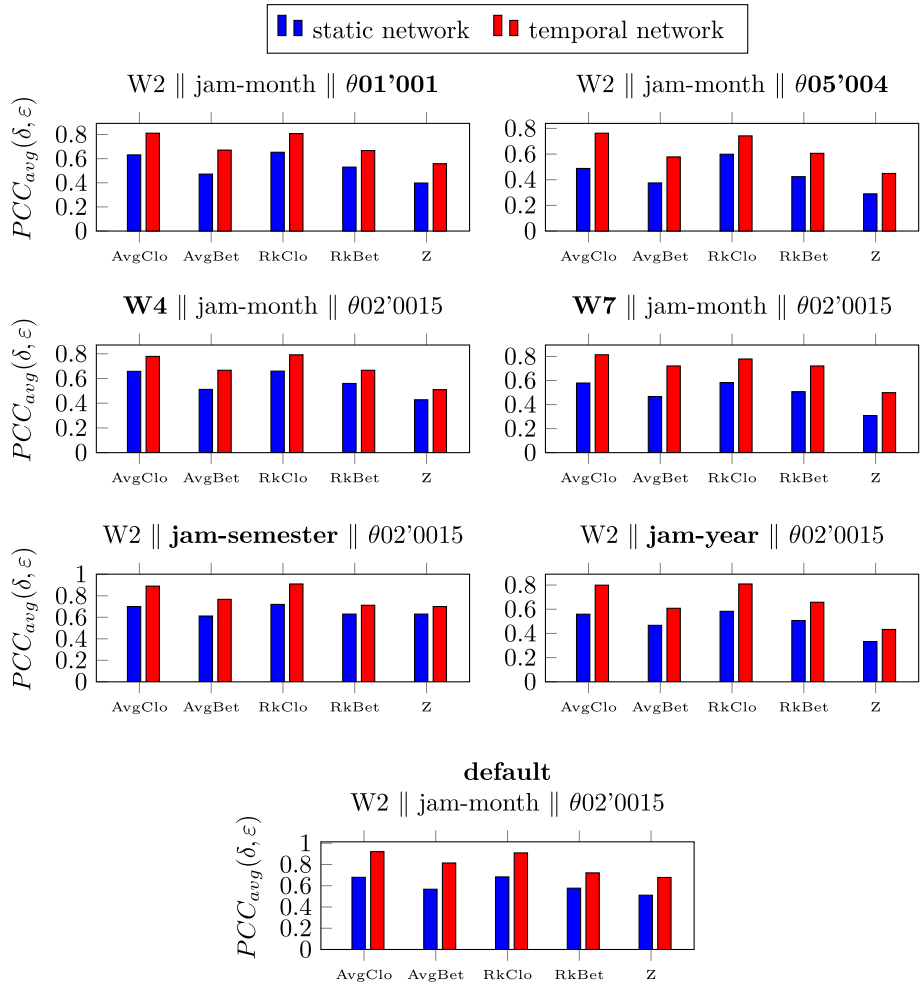 static network temporal network
W2 ∥ jam-month ∥ θ01'001
W2 ∥ jam-month ∥ θ05'004
PCC_avg(δ, ε)
0.8
0.6
0.4
0.2
0
AvgClo AvgBet RkClo RkBet Z
0.8
0.6
0.4
0.2
0
AvgClo AvgBet RkClo RkBet Z
W4 ∥ jam-month ∥ θ02'0015
W7 ∥ jam-month ∥ θ02'0015
PCC_avg(δ, ε)
0.8
0.6
0.4
0.2
0
AvgClo AvgBet RkClo RkBet Z
0.8
0.6
0.4
0.2
0
AvgClo AvgBet RkClo RkBet Z
W2 ∥ jam-semester ∥ θ02'0015
W2 ∥ jam-year ∥ θ02'0015
PCC_avg(δ, ε)
1
0.8
0.6
0.4
0.2
0
AvgClo AvgBet RkClo RkBet Z
0.8
0.6
0.4
0.2
0
AvgClo AvgBet RkClo RkBet Z
default
W2 ∥ jam-month ∥ θ02'0015
PCC_avg(δ, ε)
1
0.8
0.6
0.4
0.2
0
AvgClo AvgBet RkClo RkBet Z